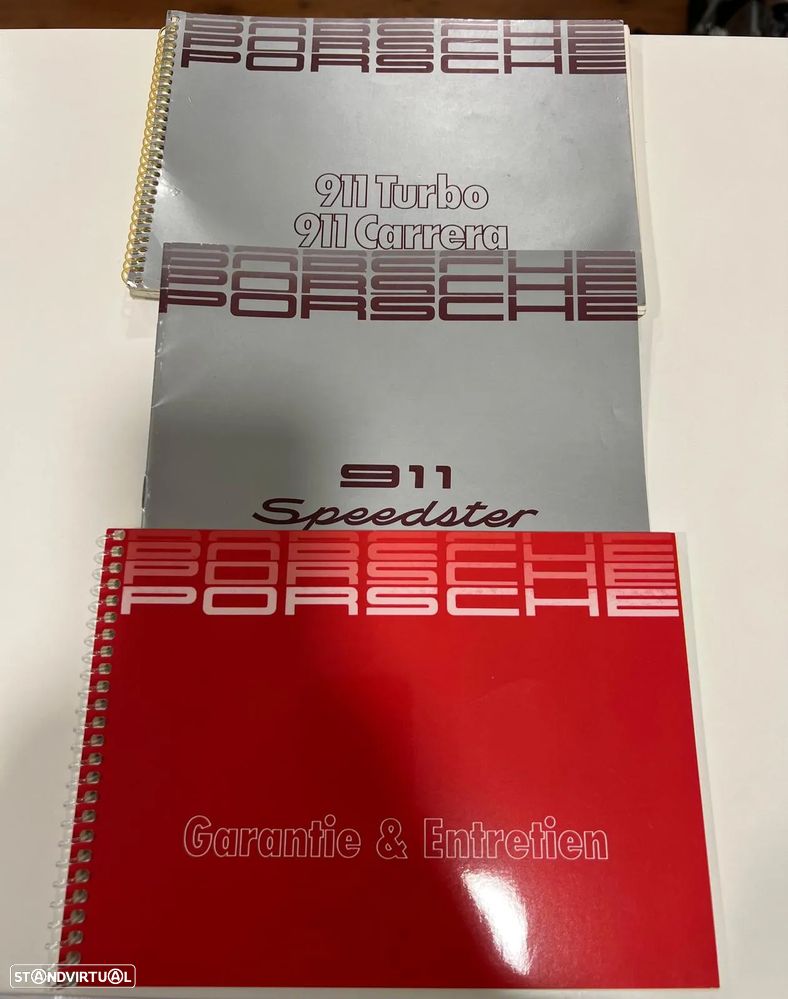 PORSCHE
PORSCHE
PORSCHE
911 Turbo
911 Carrera
PORSCHE
PORSCHE
PORSCHE
911
Speedster
PORSCHE
PORSCHE
PORSCHE
Garantie & Entretien
STANDVIRTUAL